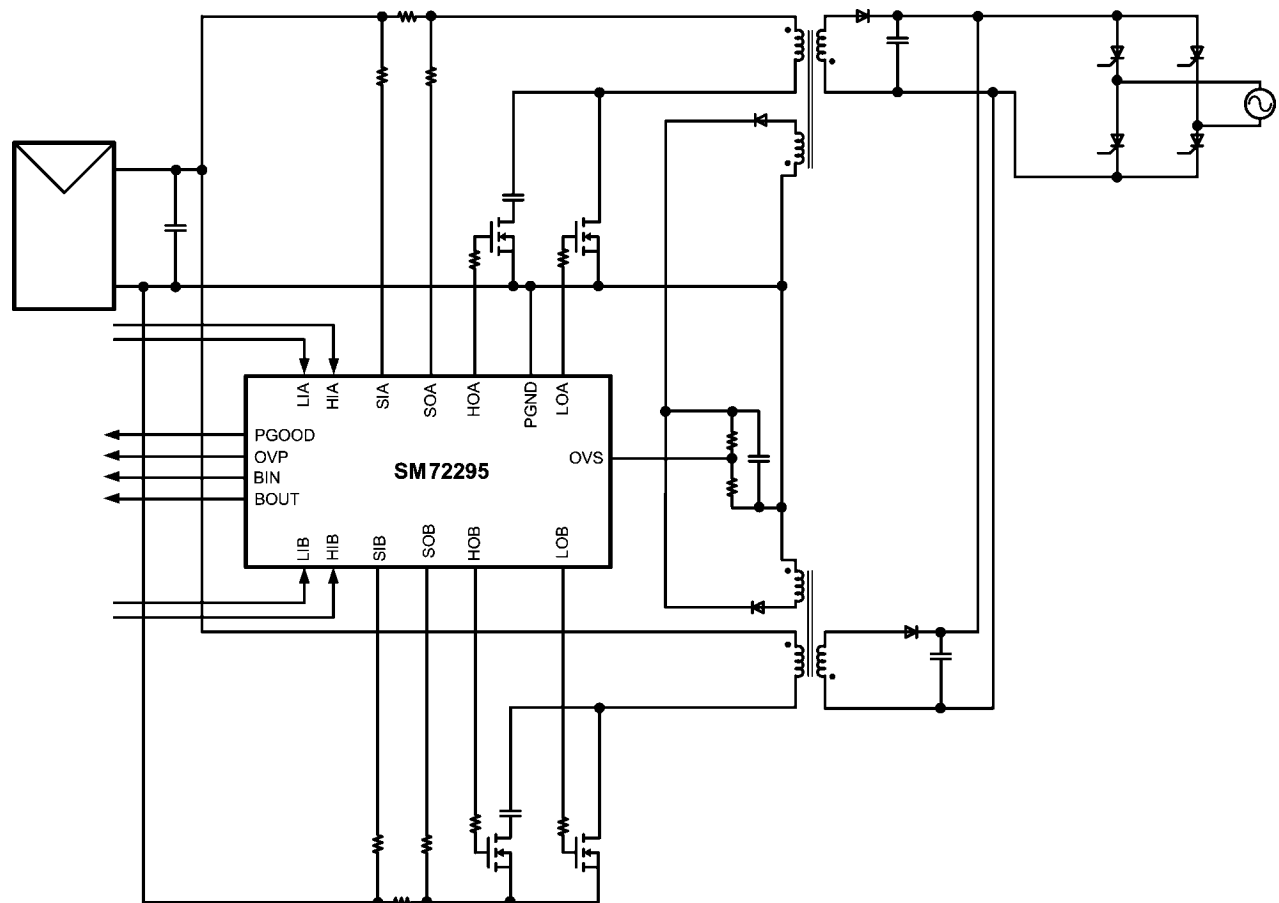 LIA
HIA
SIA
SOA
HOA
PGND
LOA
PGOOD
OVP
BIN
BOUT
SM72295
OVS
LIB
HIB
SIB
SOB
HOB
LOB